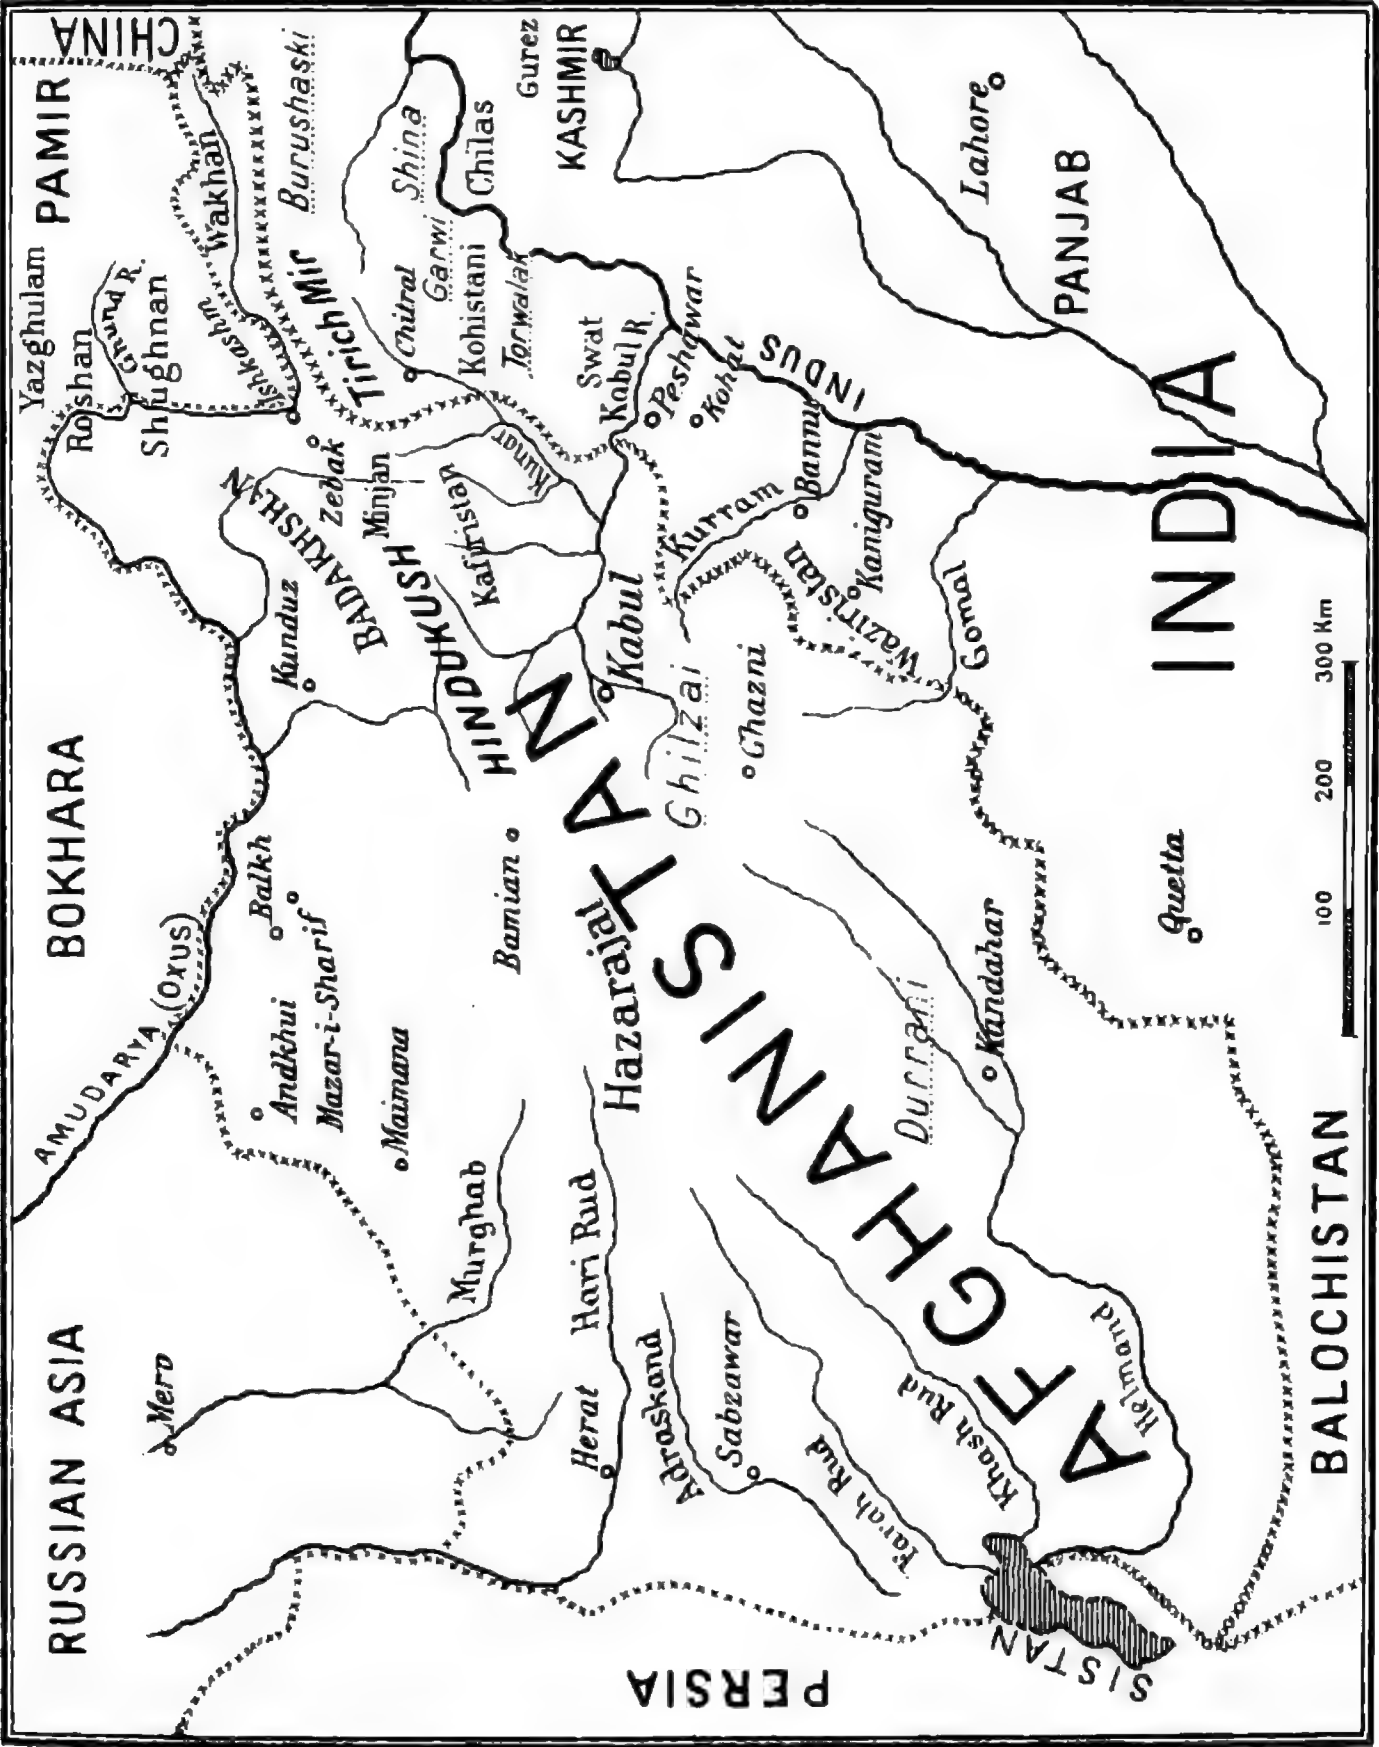 RUSSIAN ASIA
BOKHARA
PAMIR
CHINA
Yazghulam
Roshan
Ghund R.
Shughnan
Wakhan
Ishkashm
AMUDARYA (OXUS)
Merv
Andkhui
Balkh
Mazar-i-Sharif
Maimana
Kunduz
BADAKHSHAN
Zebak
Minjan
Tirich Mir
Burushaski
Shina
Chilas
Gurez
KASHMIR
Chitral
Garwi
Kohistani
Torwalak
Swat
HINDUKUSH
Kafiristan
Kunar
Kabul R.
Peshawar
Kohat
INDUS
Murghab
Bamian
Hari Rud
Hazarajat
Kabul
Herat
Ghilzai
Ghazni
Kurram
Bannu
Waziristan
Kaniguram
Gomal
Lahore
PANJAB
INDIA
AFGHANISTAN
Adraskand
Sabzawar
Farah Rud
Khash Rud
Durrani
Kandahar
Helmand
Quetta
PERSIA
SISTAN
BALOCHISTAN
100 200 300 Km